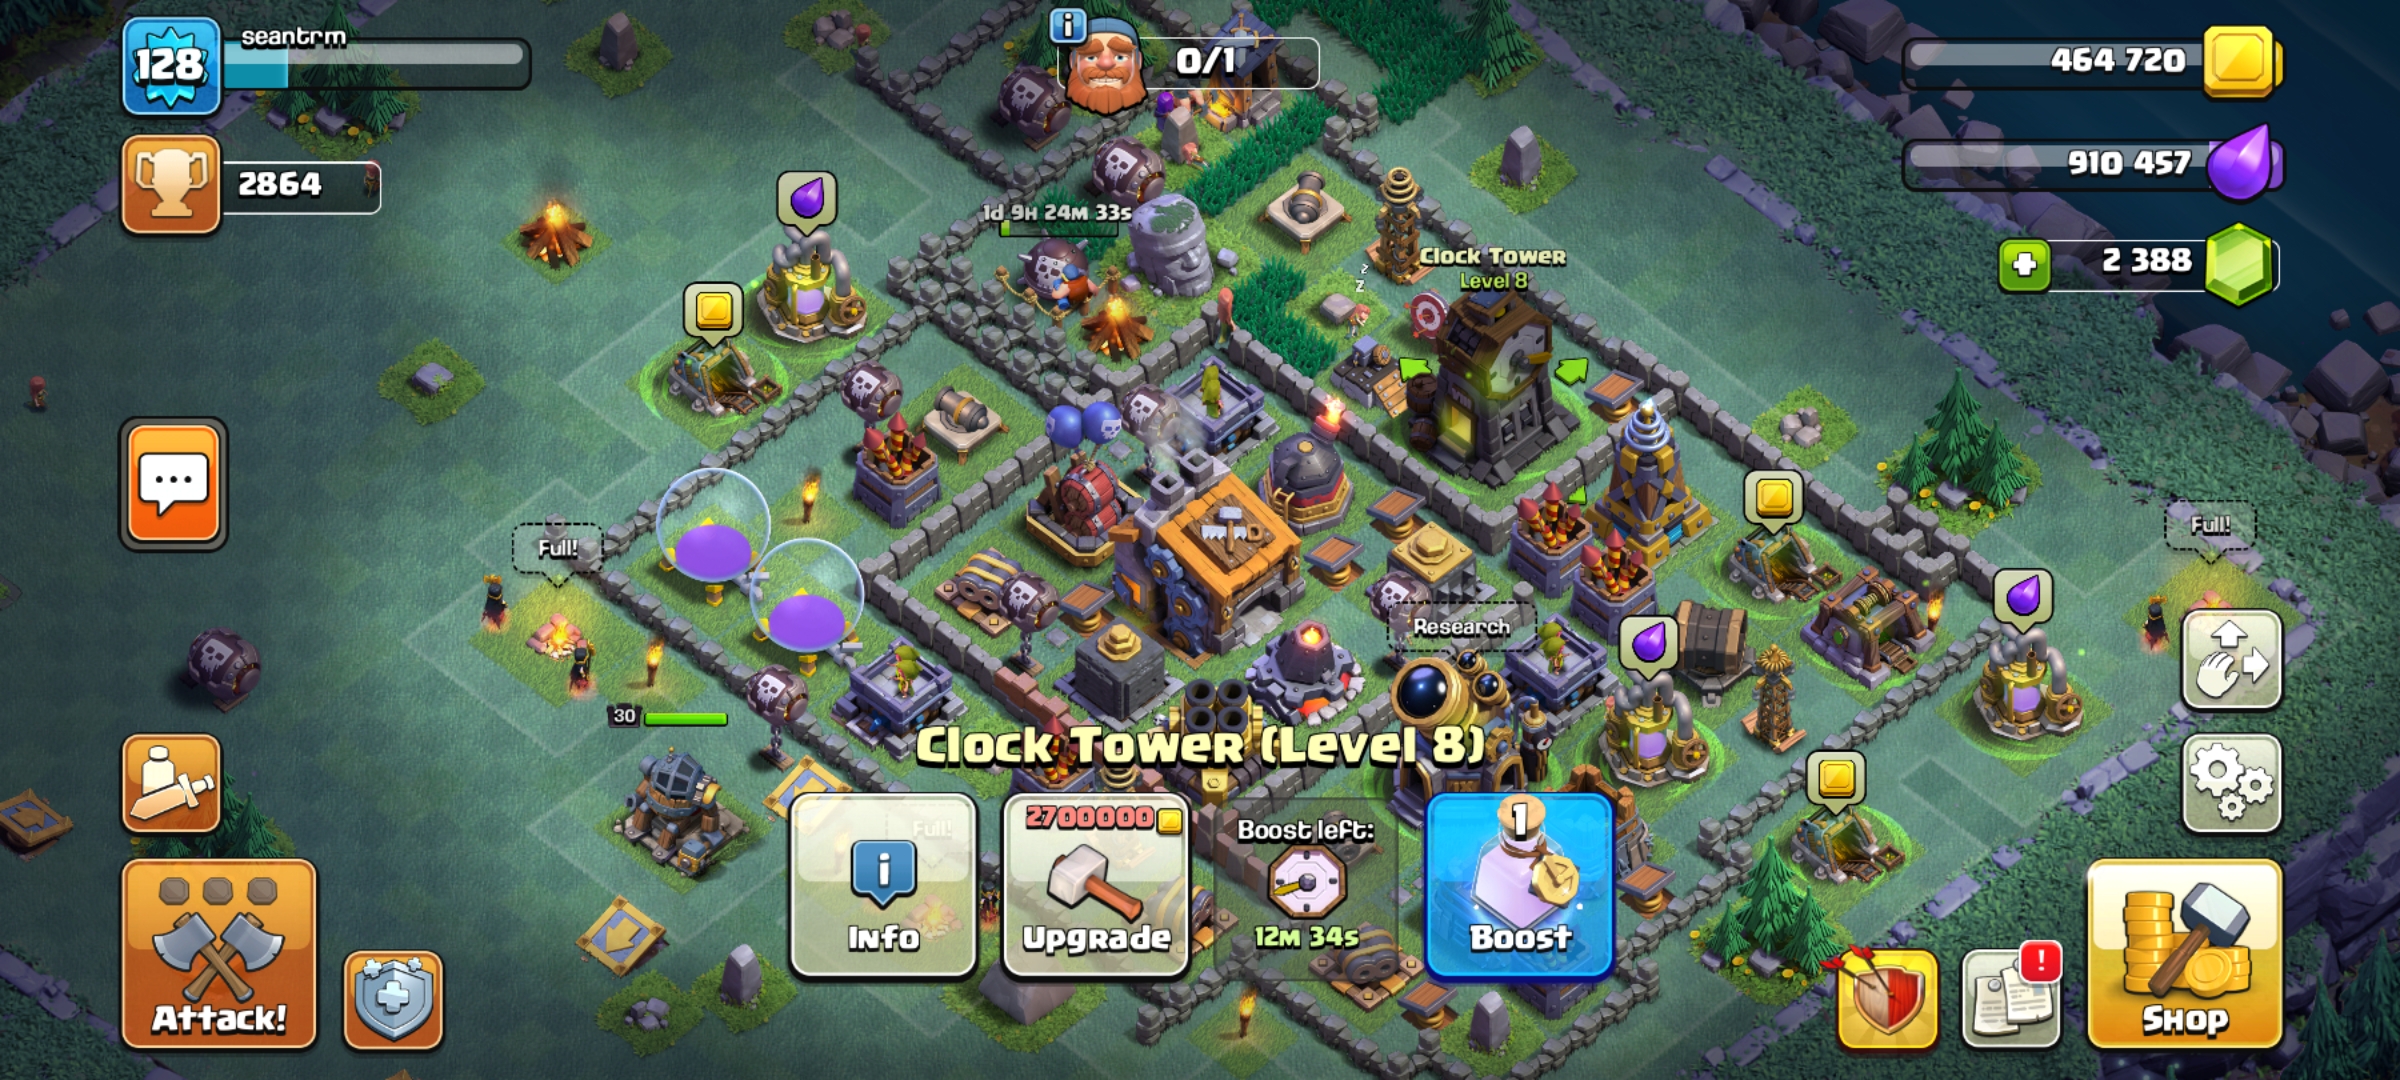 128
seantrm
2864
0/1
464 720
910 457
2 388
1d 9h 24m 33s
Clock Tower
Level 8
z
z
Full!
Full!
Research
30
Clock Tower (Level 8)
Full!
Info
2700000
Upgrade
Boost left:
12m 34s
1
Boost
Attack!
!
Shop